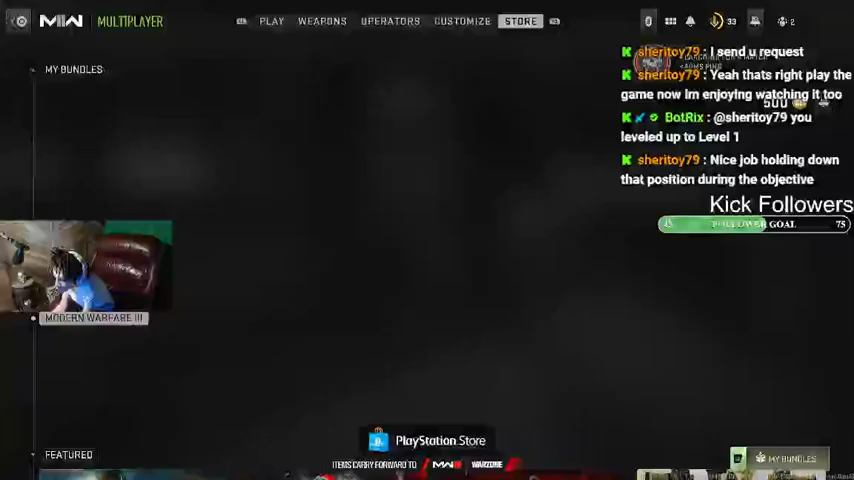 MW MULTIPLAYER PLAY WEAPONS OPERATORS CUSTOMIZE STORE 33 2
sheritoy79 : I send u request
sheritoy79 : Yeah thats right play the
game now Im enjoying watching it too
500
BotRix : @sheritoy79 you
leveled up to Level 1
sheritoy79 : Nice job holding down
that position during the objective
Kick Followers
FOLLOWER GOAL 75
MY BUNDLES
MODERN WARFARE III
PlayStation Store
FEATURED
ITEMS CARRY FORWARD TO MWIII WARZONE
MY BUNDLES